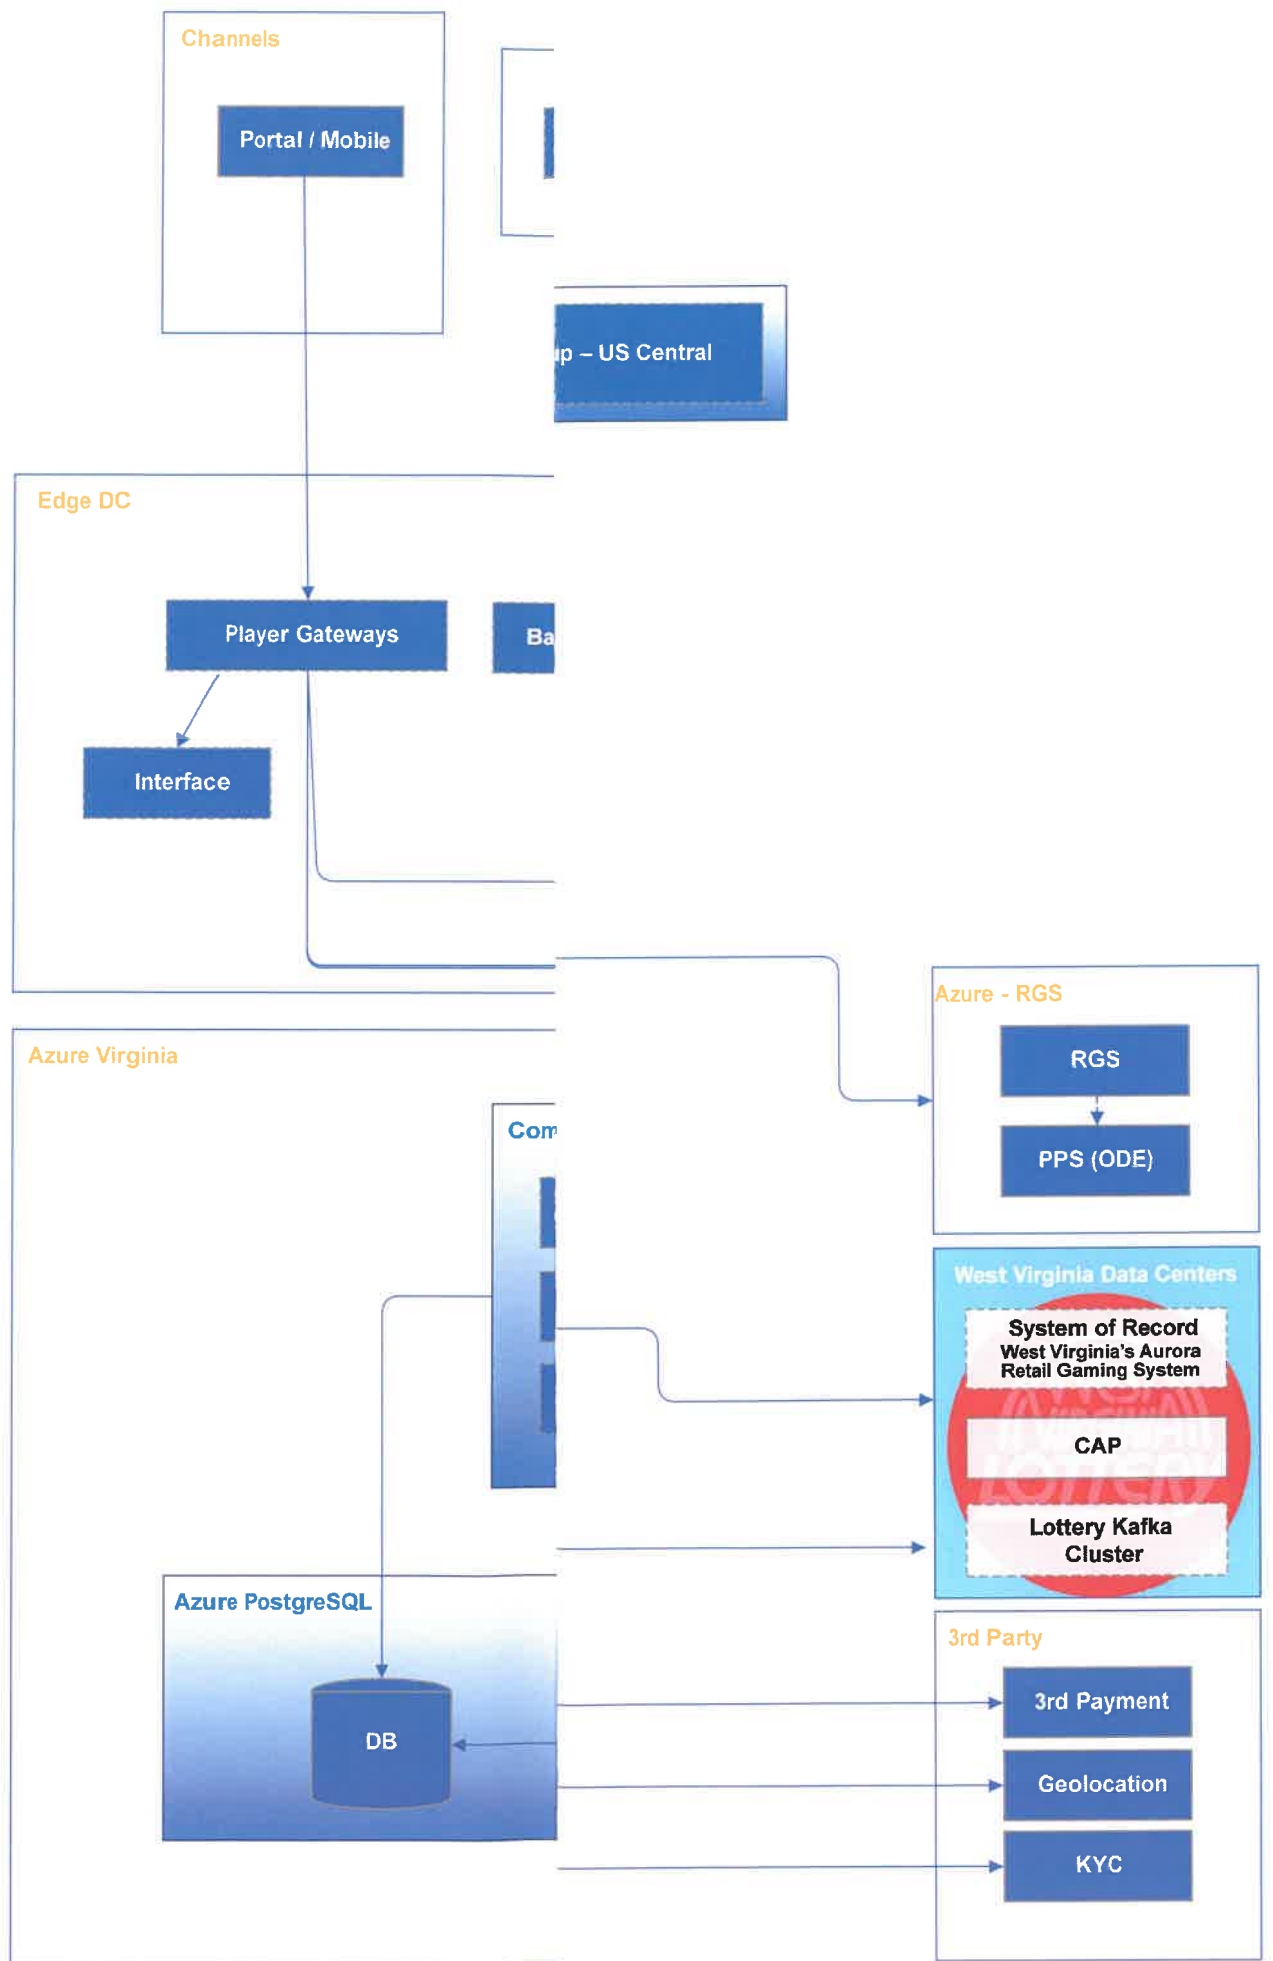 Channels
Portal / Mobile
up – US Central
Edge DC
Player Gateways
Ba
Interface
Azure - RGS
RGS
PPS (ODE)
Azure Virginia
Com
West Virginia Data Centers
System of Record
West Virginia's Aurora
Retail Gaming System
CAP
LOTTERY
Lottery Kafka
Cluster
Azure PostgreSQL
DB
3rd Party
3rd Payment
Geolocation
KYC